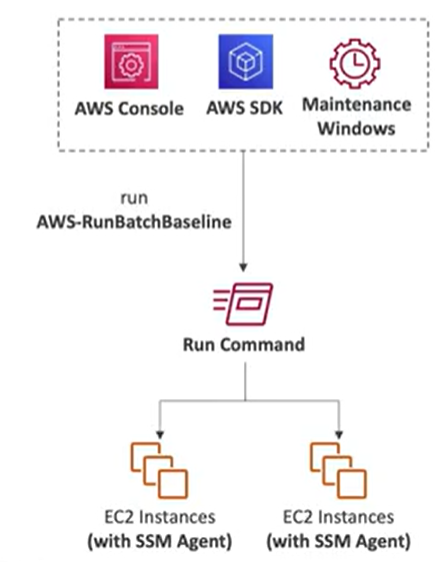 AWS Console
AWS SDK
Maintenance
Windows
run
AWS-RunBatchBaseline
Run Command
EC2 Instances
(with SSM Agent)
EC2 Instances
(with SSM Agent)